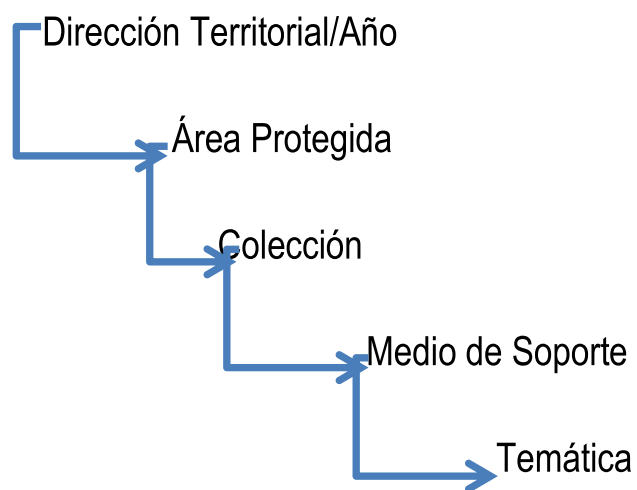 Dirección Territorial/Año
Área Protegida
Colección
Medio de Soporte
Temática